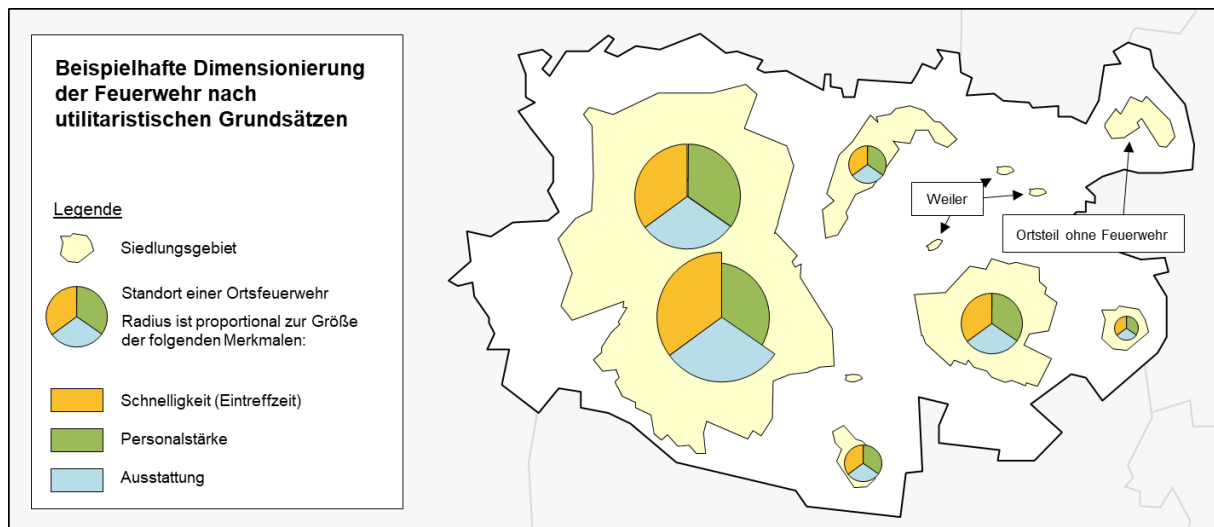 Beispielhafte Dimensionierung
der Feuerwehr nach
utilitaristischen Grundsätzen
Legende
Siedlungsgebiet
Standort einer Ortsfeuerwehr
Radius ist proportional zur Größe
der folgenden Merkmalen:
Schnelligkeit (Eintreffzeit)
Personalstärke
Ausstattung
Weiler
Ortsteil ohne Feuerwehr